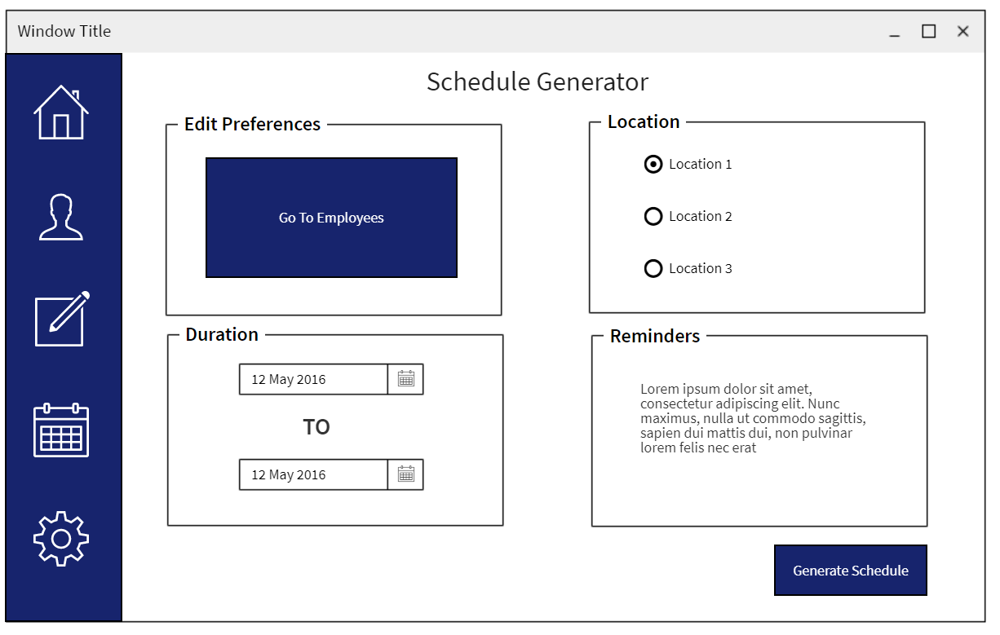 Window Title
Schedule Generator
Edit Preferences
Go To Employees
Location
Location 1
Location 2
Location 3
Duration
12 May 2016
TO
12 May 2016
Reminders
Lorem ipsum dolor sit amet,
consectetur adipiscing elit. Nunc
maximus, nulla ut commodo sagittis,
sapien dui mattis dui, non pulvinar
lorem felis nec erat
Generate Schedule